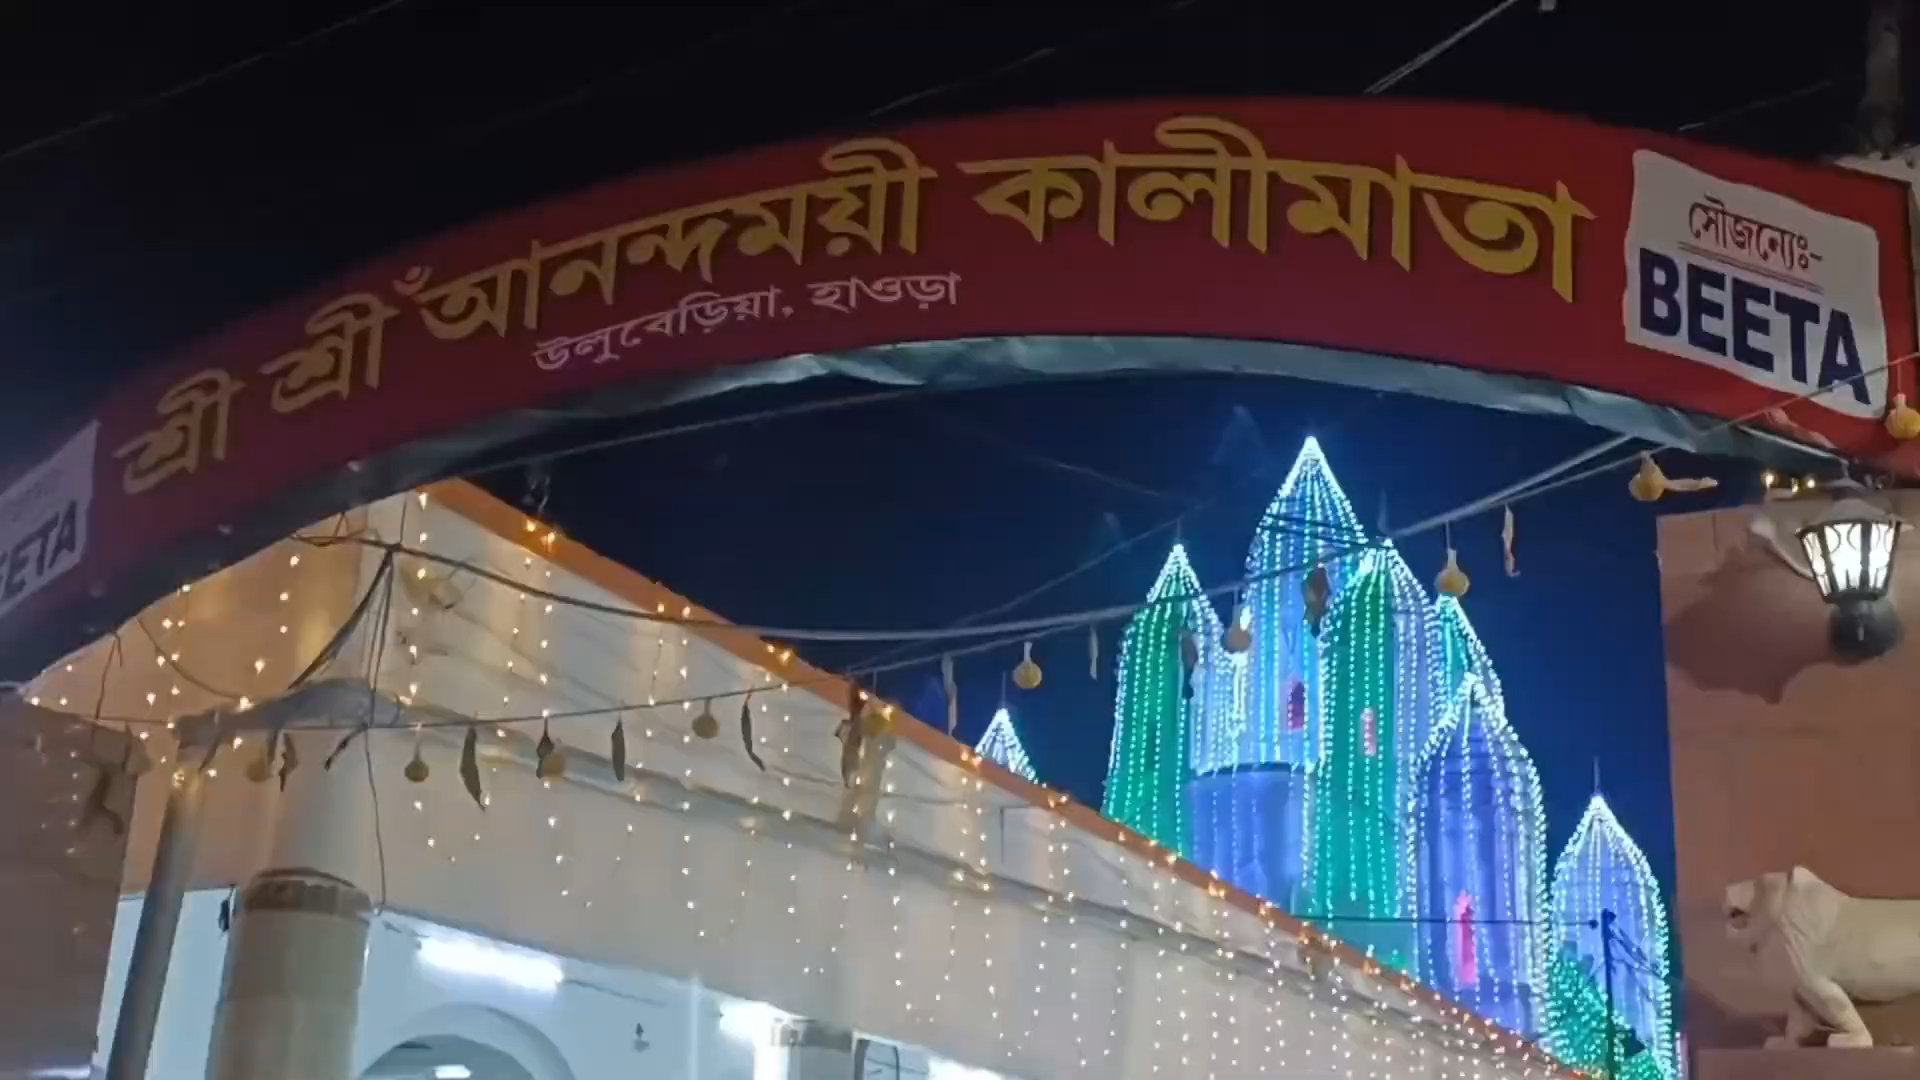 শ্রী শ্রী ঁআনন্দময়ী কালীমাতা
উলুবেড়িয়া, হাওড়া
সৌজন্যেঃ-
BEETA